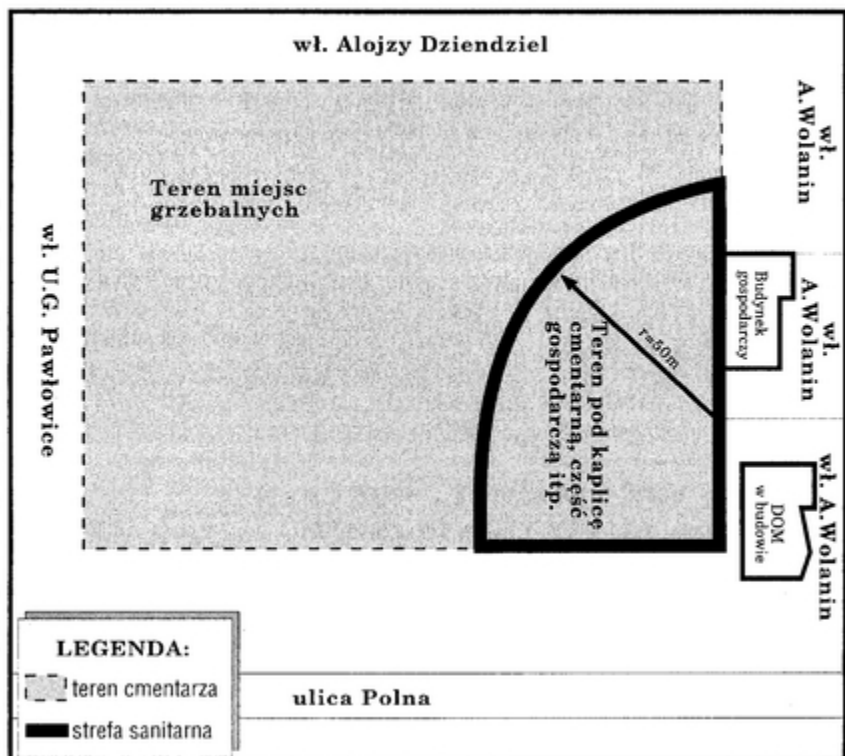 wł. Alojzy Dziendziel
wł.
A.Wolanin
Teren miejsc
grzebalnych
wł. U.G. Pawłowice
Budynek
gospodarczy
wł.
A.Wolanin
r=50m
Teren pod kaplicę
cmentarną, część
gospodarczą itp.
DOM
w budowie
wł. A.Wolanin
LEGENDA:
teren cmentarza
strefa sanitarna
ulica Polna